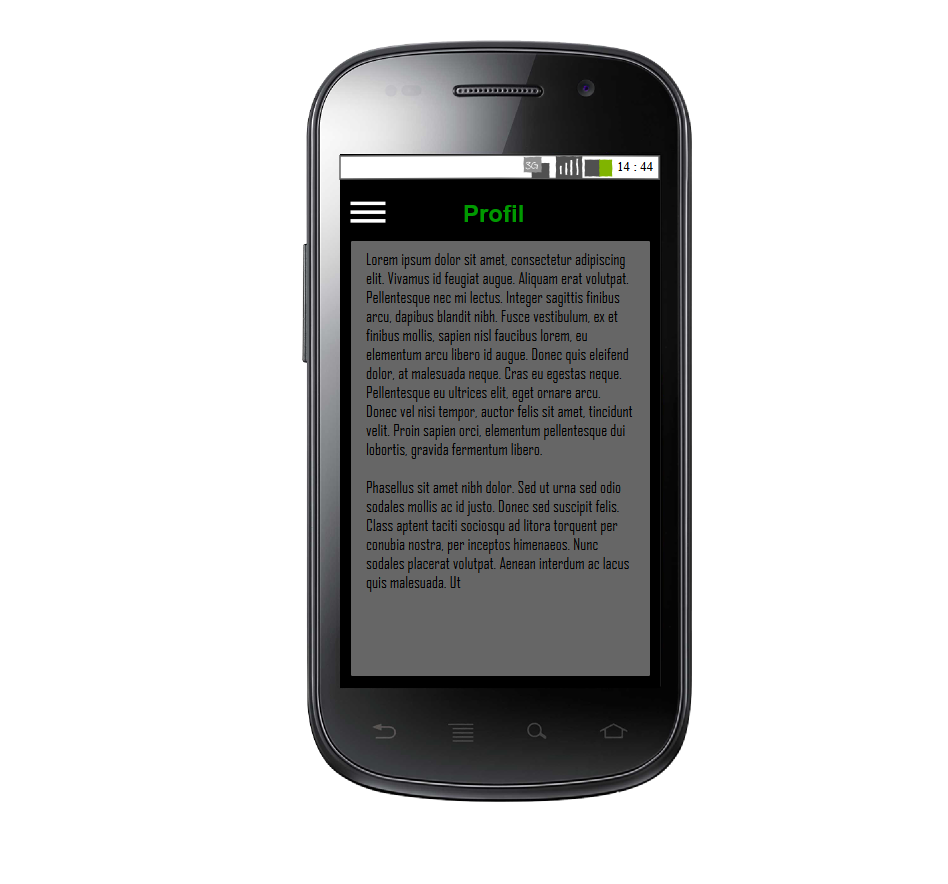 3G 14 : 44
Profil
Lorem ipsum dolor sit amet, consectetur adipiscing
elit. Vivamus id feugiat augue. Aliquam erat volutpat.
Pellentesque nec mi lectus. Integer sagittis finibus
arcu, dapibus blandit nibh. Fusce vestibulum, ex et
finibus mollis, sapien nisl faucibus lorem, eu
elementum arcu libero id augue. Donec quis eleifend
dolor, at malesuada neque. Cras eu egestas neque.
Pellentesque eu ultrices elit, eget ornare arcu.
Donec vel nisi tempor, auctor felis sit amet, tincidunt
velit. Proin sapien orci, elementum pellentesque dui
lobortis, gravida fermentum libero.
Phasellus sit amet nibh dolor. Sed ut urna sed odio
sodales mollis ac id justo. Donec sed suscipit felis.
Class aptent taciti sociosqu ad litora torquent per
conubia nostra, per inceptos himenaeos. Nunc
sodales placerat volutpat. Aenean interdum ac lacus
quis malesuada. Ut